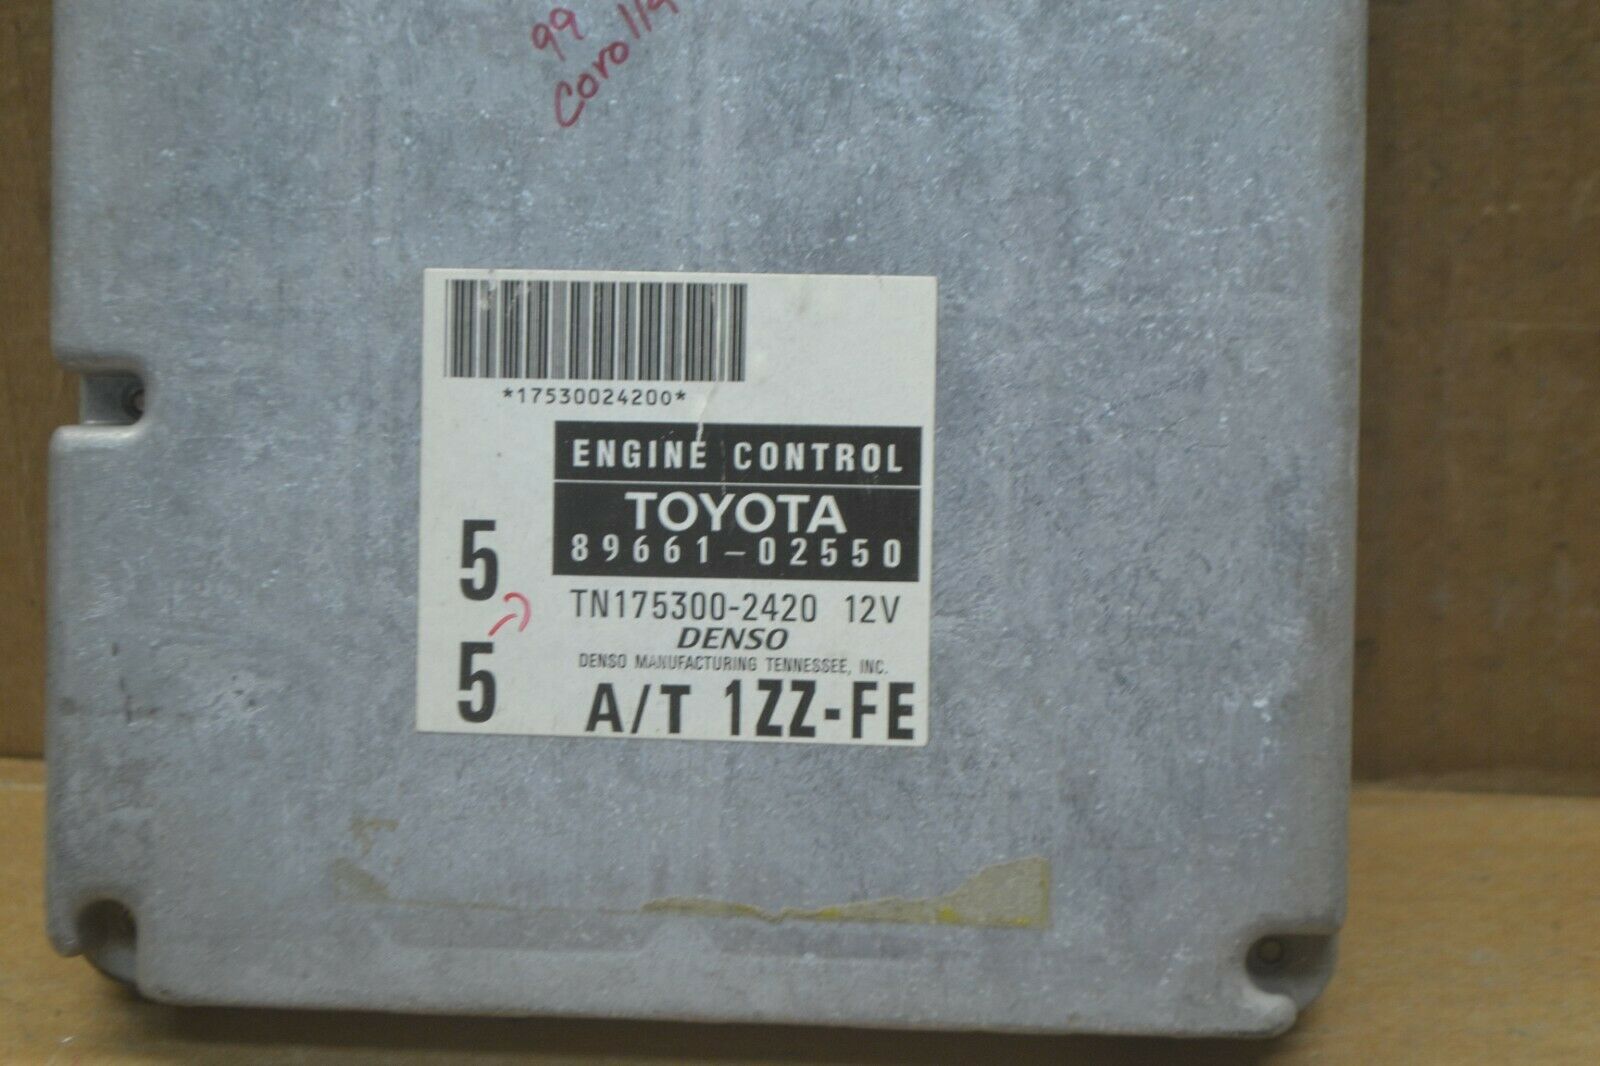 99
Corolla
*17530024200*
ENGINE CONTROL
TOYOTA
89661-02550
5
5
TN175300-2420 12V
DENSO
DENSO MANUFACTURING TENNESSEE, INC.
A/T 1ZZ-FE